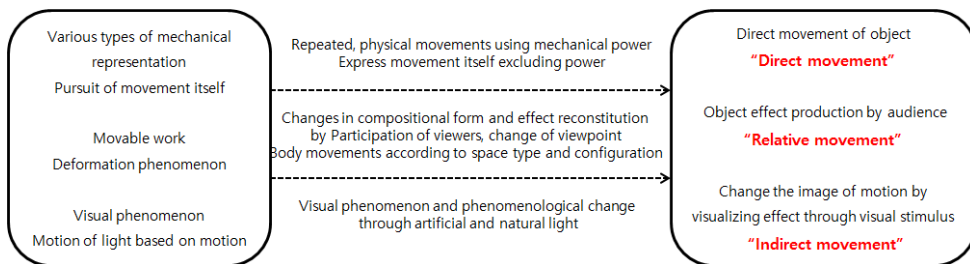 Various types of mechanical
representation
Pursuit of movement itself
Movable work
Deformation phenomenon
Visual phenomenon
Motion of light based on motion
Repeated, physical movements using mechanical power
Express movement itself excluding power
Changes in compositional form and effect reconstitution
by Participation of viewers, change of viewpoint
Body movements according to space type and configuration
Visual phenomenon and phenomenological change
through artificial and natural light
Direct movement of object
“Direct movement”
Object effect production by audience
“Relative movement”
Change the image of motion by
visualizing effect through visual stimulus
“Indirect movement”